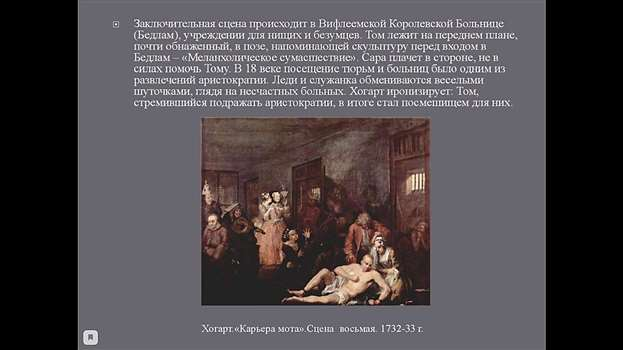 Заключительная сцена происходит в Вифлеемской Королевской Больнице
(Бедлам), учреждении для нищих и безумцев. Том лежит на переднем плане,
почти обнаженный, в позе, напоминающей скульптуру перед входом в
Бедлам – «Меланхолическое сумасшествие». Сара плачет в стороне, не в
силах помочь Тому. В 18 веке посещение тюрьм и больниц было одним из
развлечений аристократии. Леди и служанка обмениваются веселыми
шуточками, глядя на несчастных больных. Хогарт иронизирует: Том,
стремившийся подражать аристократии, в итоге стал посмешищем для них.
Хогарт.«Карьера мота».Сцена восьмая. 1732-33 г.